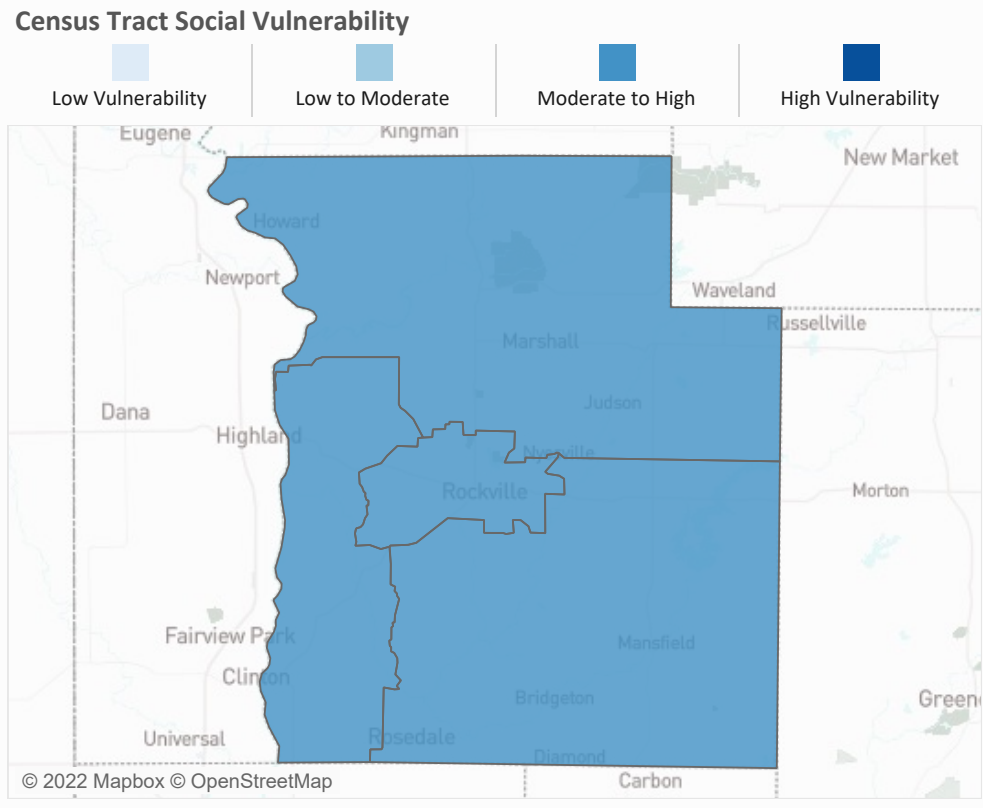 Census Tract Social Vulnerability
Low Vulnerability
Low to Moderate
Moderate to High
High Vulnerability
Eugene
Kingman
New Market
Howard
Newport
Waveland
Russellville
Marshall
Dana
Judson
Highland
Nyesville
Rockville
Morton
Fairview Park
Mansfield
Clinton
Bridgeton
Green
Universal
Rosedale
Diamond
© 2022 Mapbox © OpenStreetMap
Carbon